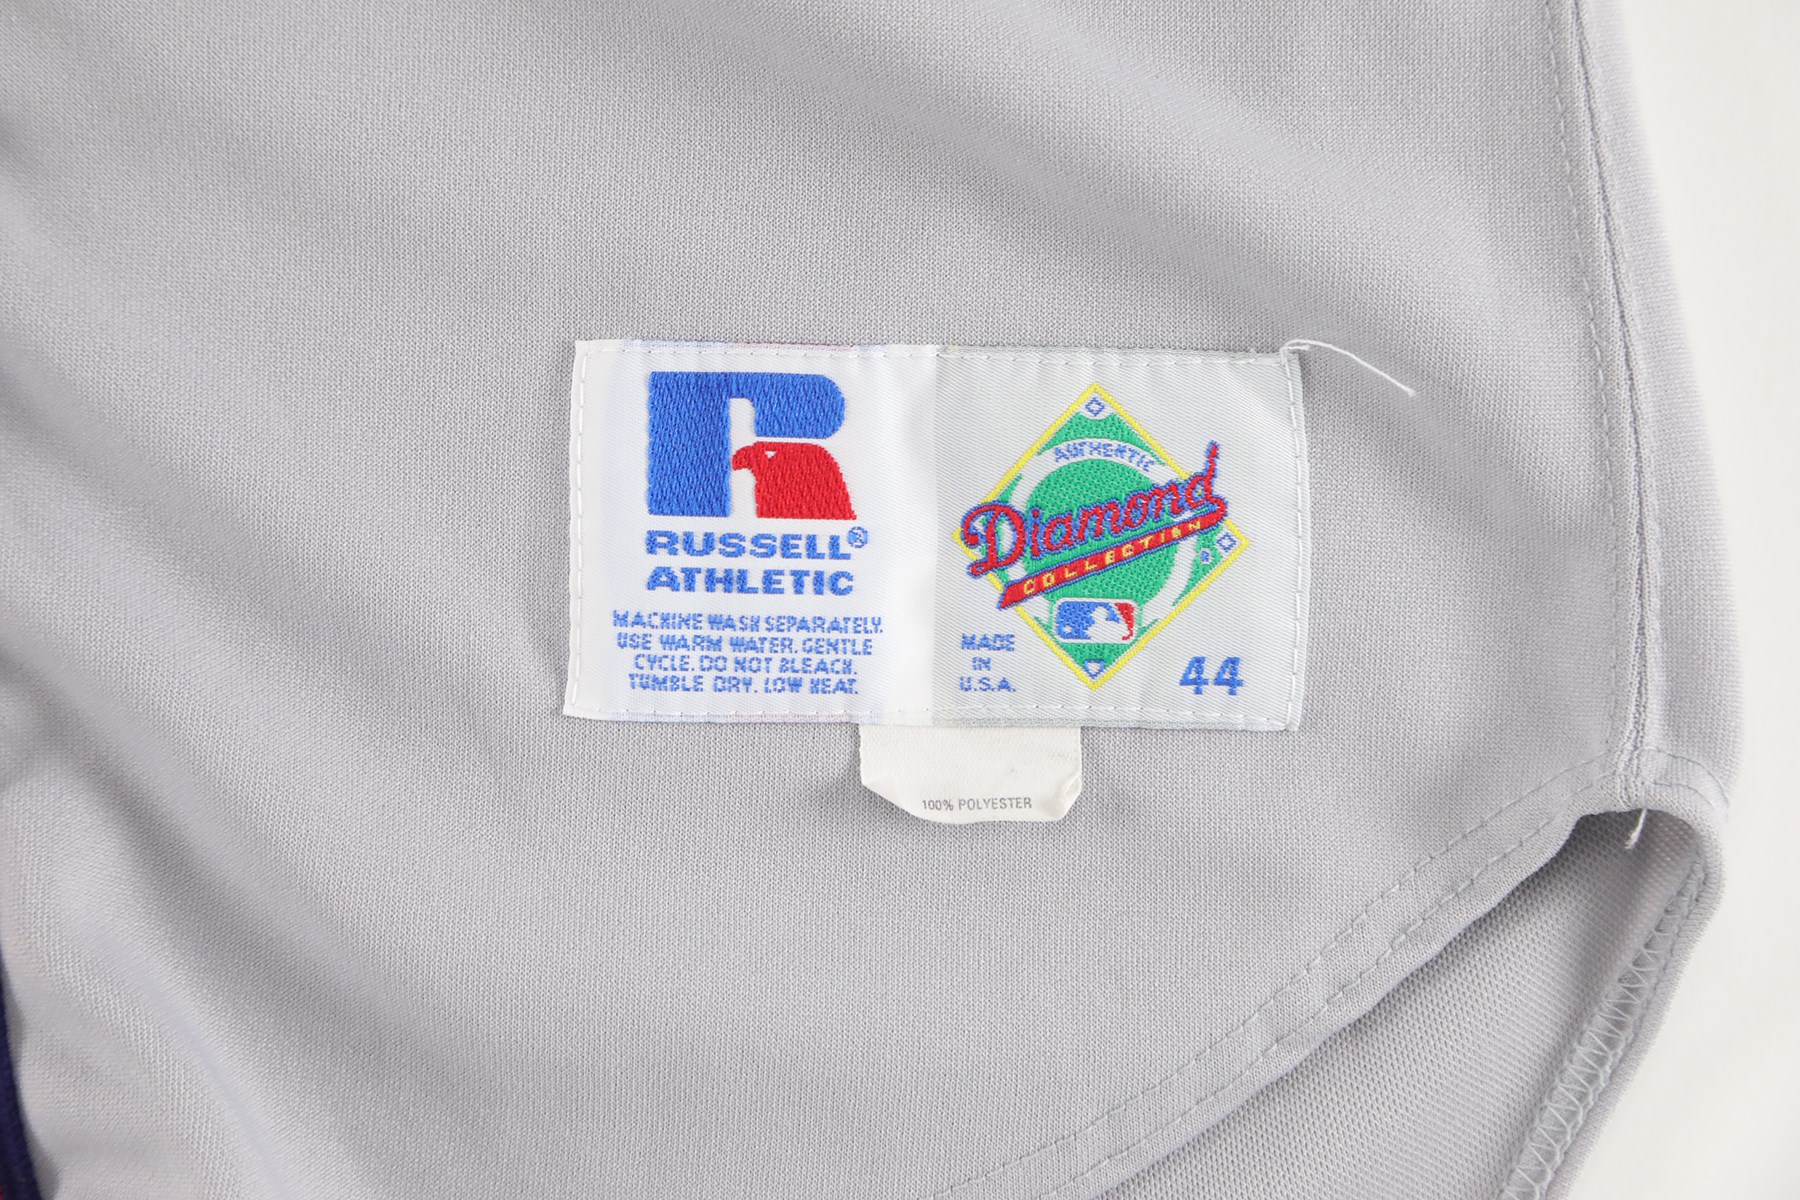 RUSSELL®
ATHLETIC
MACHINE WASH SEPARATELY.
USE WARM WATER. GENTLE
CYCLE. DO NOT BLEACH.
TUMBLE DRY. LOW HEAT.
AUTHENTIC
Diamond
COLLECTION
MADE
IN
U.S.A.
44
100% POLYESTER